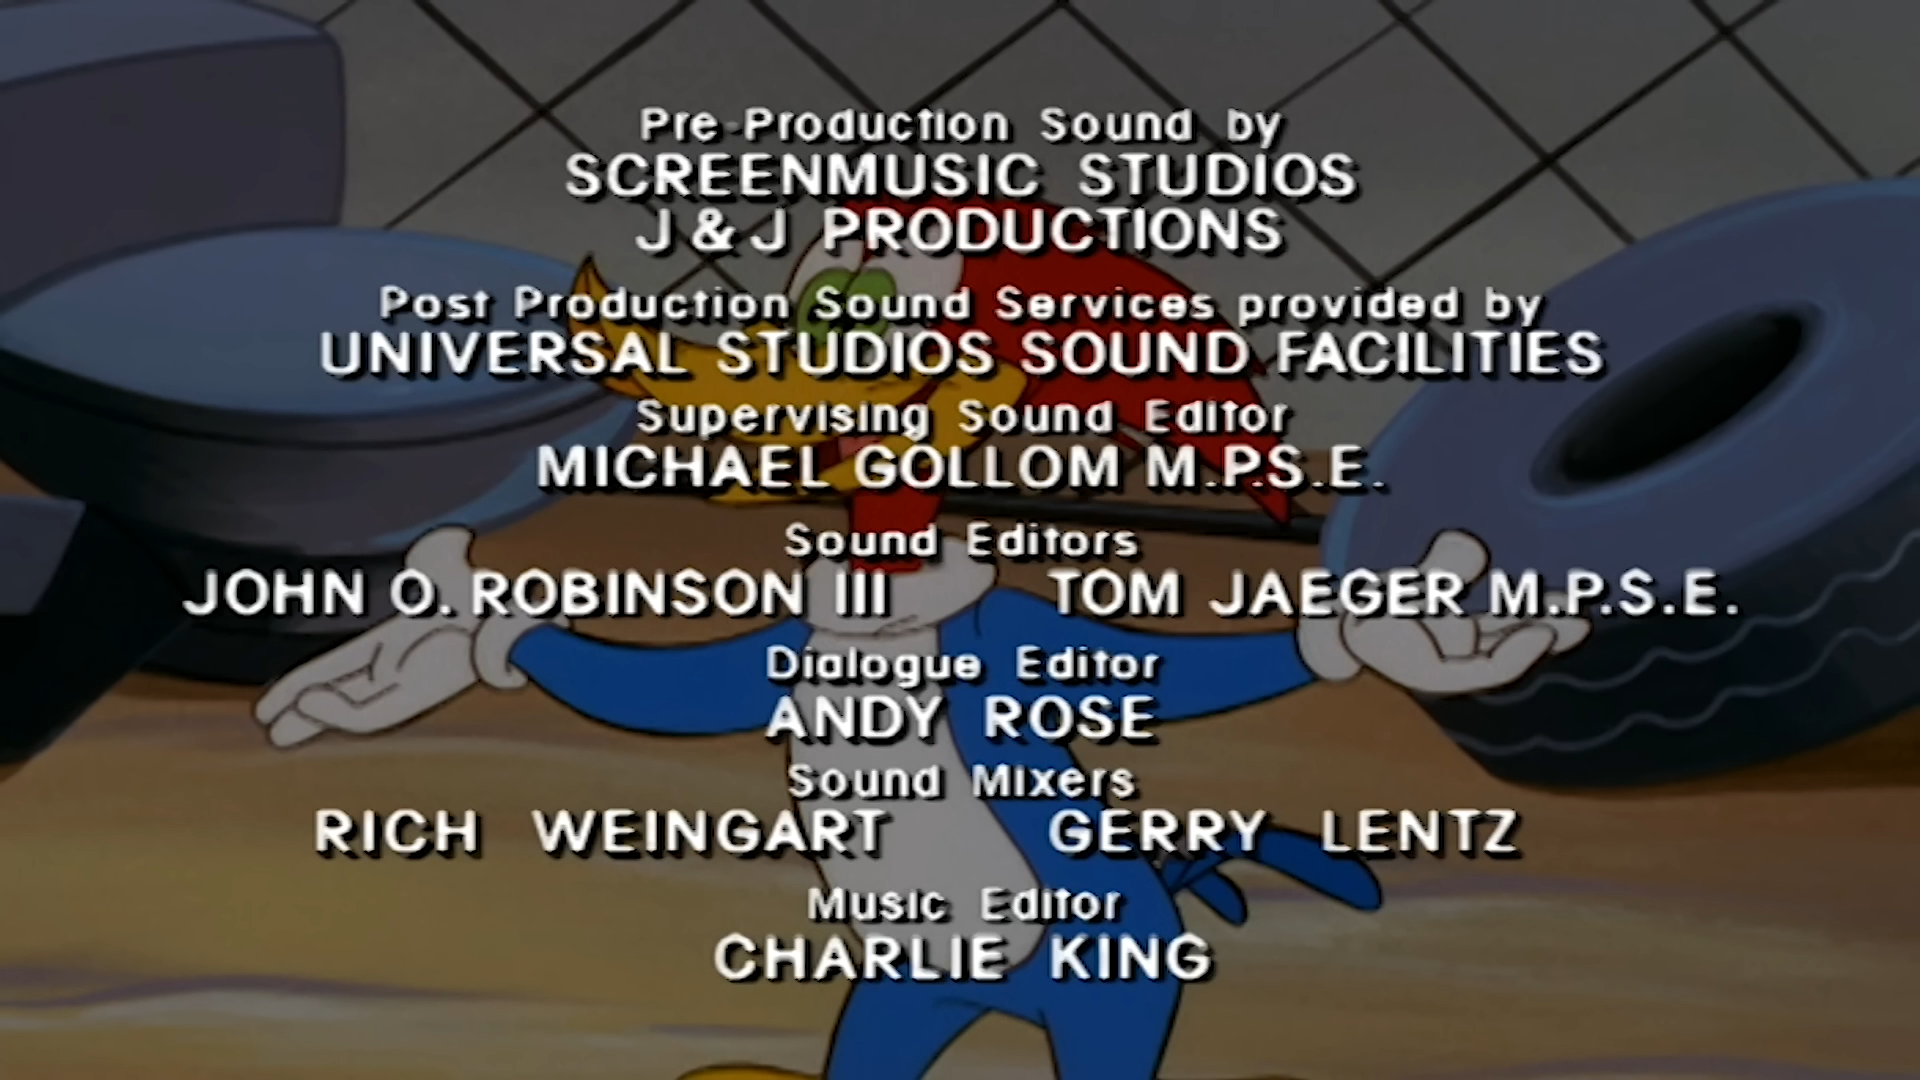 Pre-Production Sound by
SCREENMUSIC STUDIOS
J & J PRODUCTIONS
Post Production Sound Services provided by
UNIVERSAL STUDIOS SOUND FACILITIES
Supervising Sound Editor
MICHAEL GOLLOM M.P.S.E.
Sound Editors
JOHN O. ROBINSON III TOM JAEGER M.P.S.E.
Dialogue Editor
ANDY ROSE
Sound Mixers
RICH WEINGART GERRY LENTZ
Music Editor
CHARLIE KING